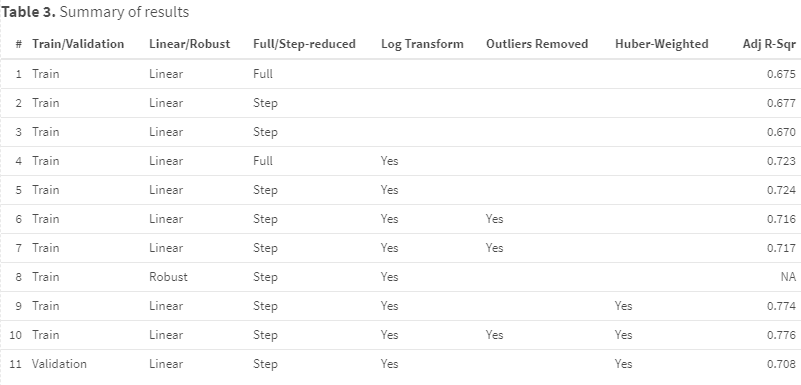 Table 3. Summary of results
# Train/Validation Linear/Robust Full/Step-reduced Log Transform Outliers Removed Huber-Weighted Adj R-Sqr
1 Train Linear Full 0.675
2 Train Linear Step 0.677
3 Train Linear Step 0.670
4 Train Linear Full Yes 0.723
5 Train Linear Step Yes 0.724
6 Train Linear Step Yes Yes 0.716
7 Train Linear Step Yes Yes 0.717
8 Train Robust Step Yes NA
9 Train Linear Step Yes Yes 0.774
10 Train Linear Step Yes Yes Yes 0.776
11 Validation Linear Step Yes Yes 0.708